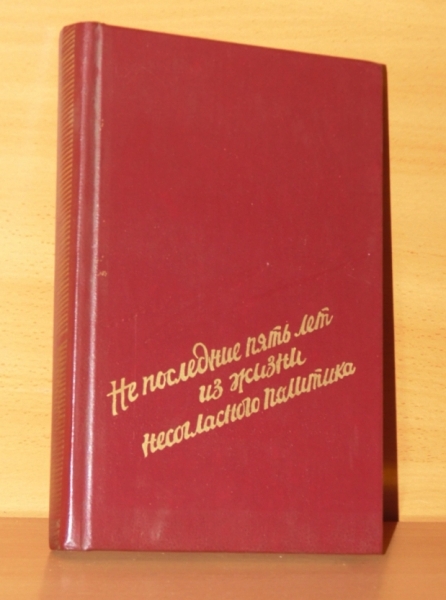 Не последние пять лет
из жизни
несогласного политика